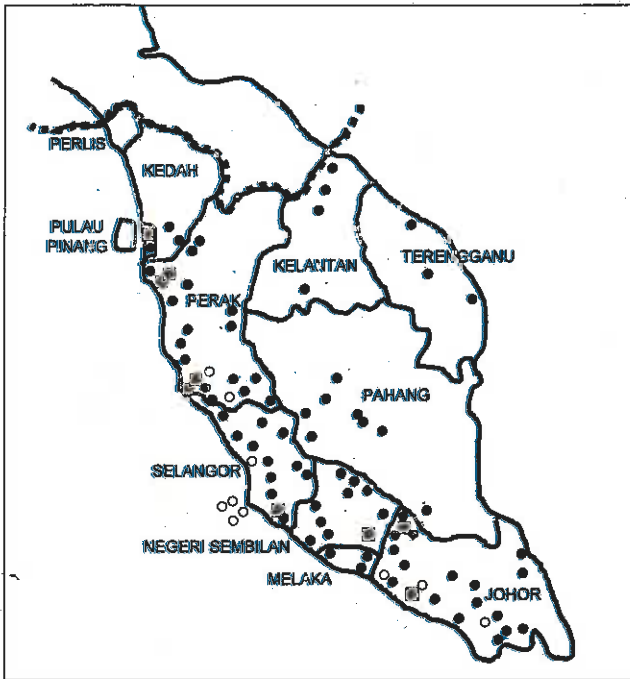 PERLIS
KEDAH
PULAU
PINANG
PERAK
KELANTAN
TERENGGANU
PAHANG
SELANGOR
NEGERI SEMBILAN
MELAKA
JOHOR